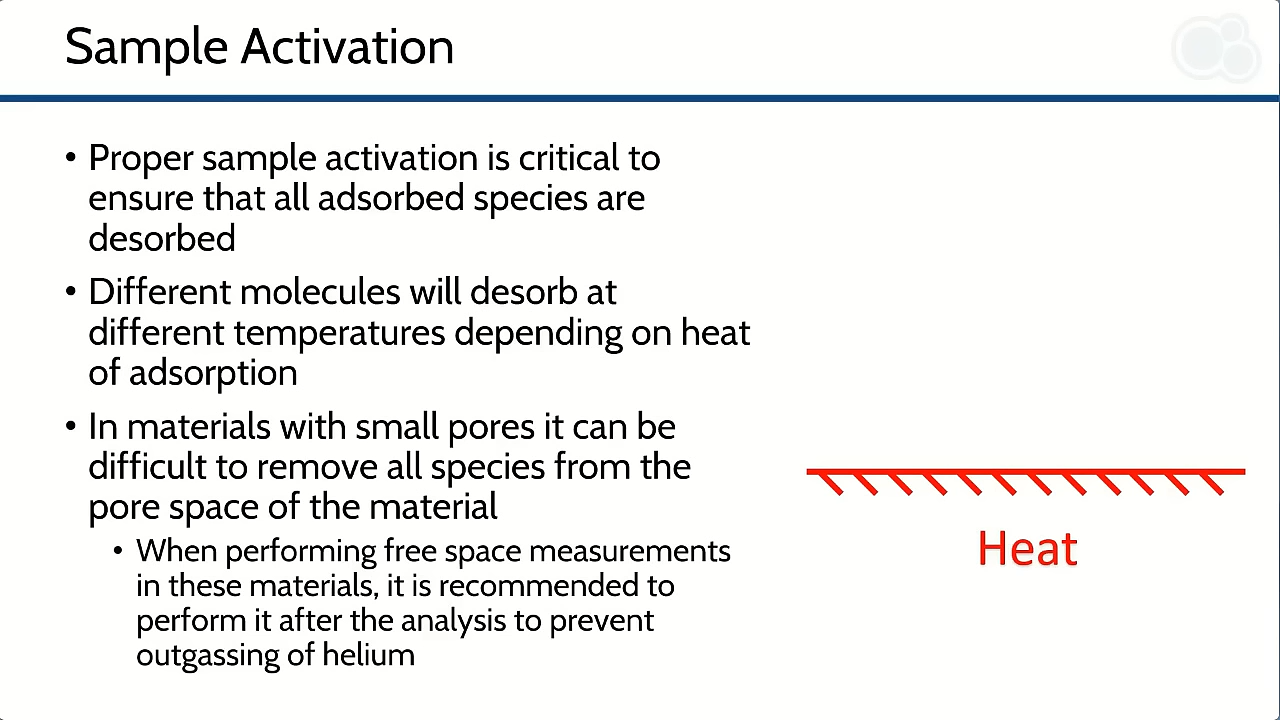 Sample Activation
• Proper sample activation is critical to
ensure that all adsorbed species are
desorbed
• Different molecules will desorb at
different temperatures depending on heat
of adsorption
• In materials with small pores it can be
difficult to remove all species from the
pore space of the material
• When performing free space measurements
in these materials, it is recommended to
perform it after the analysis to prevent
outgassing of helium
Heat